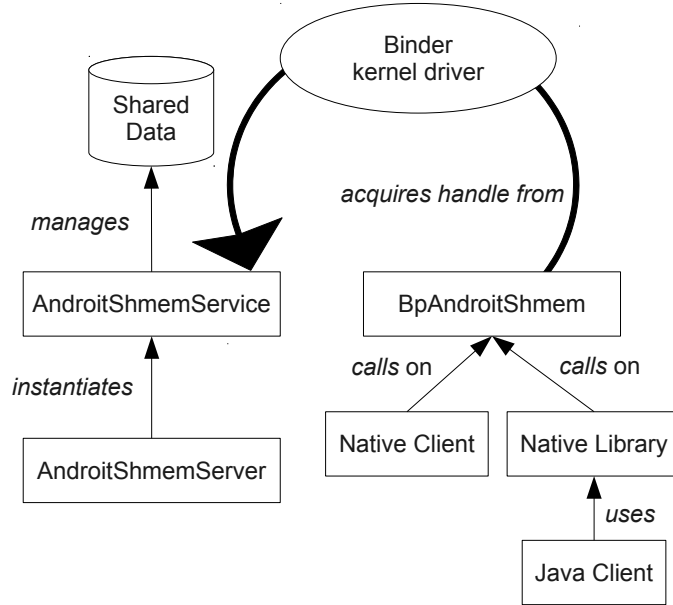 Binder
kernel driver
Shared
Data
acquires handle from
manages
AndroitShmemService
BpAndroitShmem
calls on
calls on
instantiates
Native Client
Native Library
AndroitShmemServer
uses
Java Client